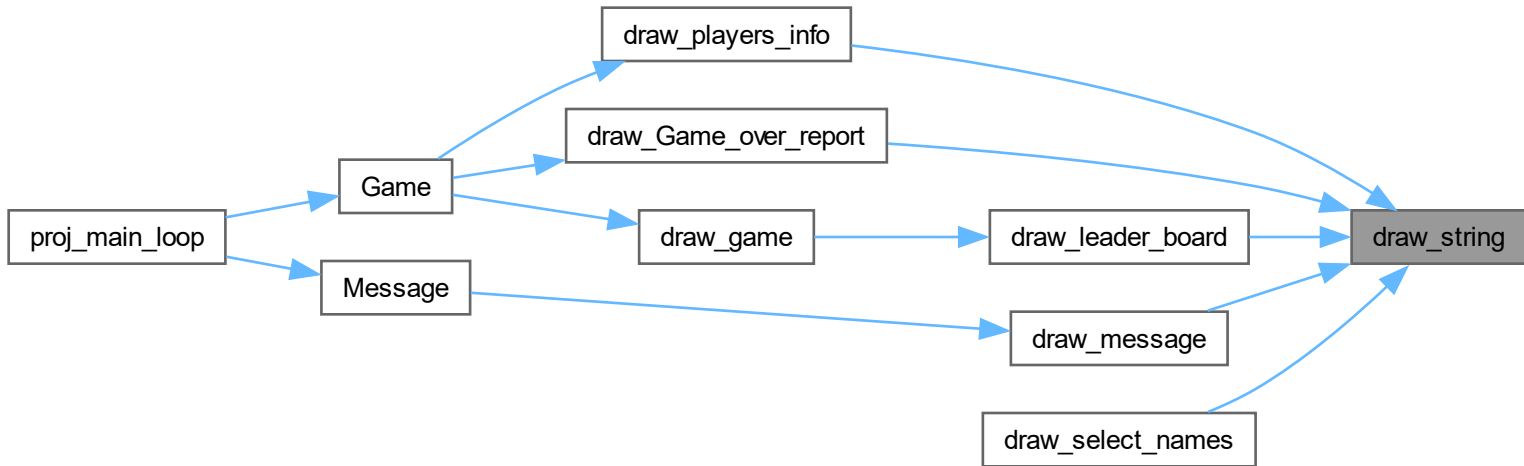 draw_players_info
draw_Game_over_report
Game
proj_main_loop
draw_game
draw_leader_board
draw_string
Message
draw_message
draw_select_names